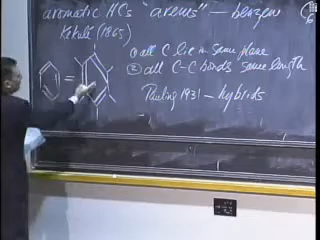 aromatic HCs "arenes" — benzene
Kekulé (1865)
① all C lie in same plane
② all C-C bonds same length
=
Pauling 1931 — hybrids